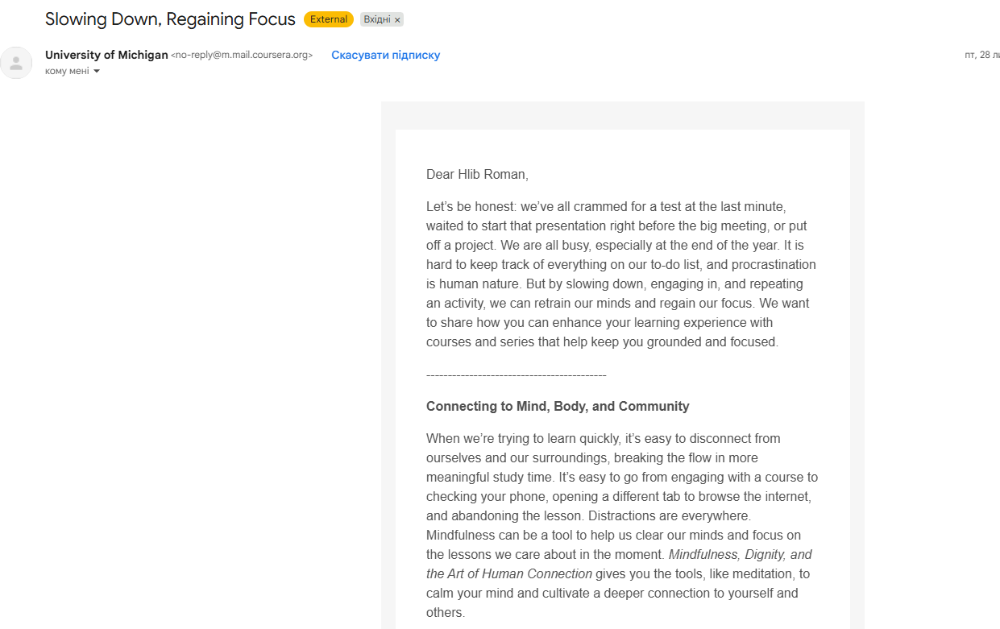 Slowing Down, Regaining Focus External Вхідні ×
University of Michigan <no-reply@m.mail.coursera.org> Скасувати підписку пт, 28
кому мені
Dear Hlib Roman,
Let’s be honest: we’ve all crammed for a test at the last minute,
waited to start that presentation right before the big meeting, or put
off a project. We are all busy, especially at the end of the year. It is
hard to keep track of everything on our to-do list, and procrastination
is human nature. But by slowing down, engaging in, and repeating
an activity, we can retrain our minds and regain our focus. We want
to share how you can enhance your learning experience with
courses and series that help keep you grounded and focused.
------------------------------------------
Connecting to Mind, Body, and Community
When we’re trying to learn quickly, it’s easy to disconnect from
ourselves and our surroundings, breaking the flow in more
meaningful study time. It’s easy to go from engaging with a course to
checking your phone, opening a different tab to browse the internet,
and abandoning the lesson. Distractions are everywhere.
Mindfulness can be a tool to help us clear our minds and focus on
the lessons we care about in the moment. Mindfulness, Dignity, and
the Art of Human Connection gives you the tools, like meditation, to
calm your mind and cultivate a deeper connection to yourself and
others.